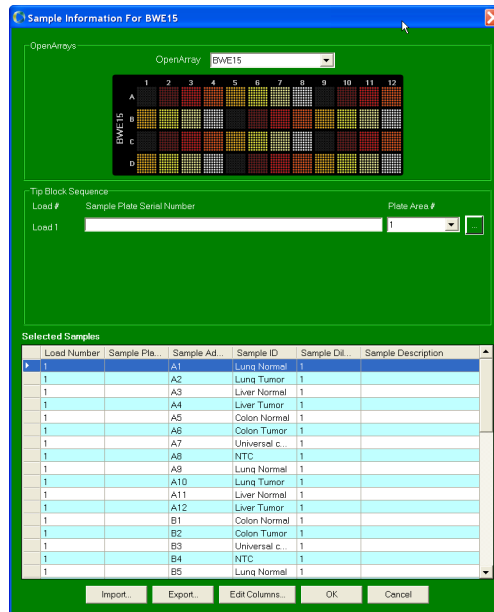 Sample Information For BWE15
OpenArrays
OpenArray BWE15
1 2 3 4 5 6 7 8 9 10 11 12
A
B
C
D
BWE15
Tip Block Sequence
Load # Sample Plate Serial Number Plate Area #
Load 1 1 ...
Selected Samples
Load Number Sample Pla... Sample Ad... Sample ID Sample Dil... Sample Description
1 A1 Lung Normal 1
1 A2 Lung Tumor 1
1 A3 Liver Normal 1
1 A4 Liver Tumor 1
1 A5 Colon Normal 1
1 A6 Colon Tumor 1
1 A7 Universal c... 1
1 A8 NTC 1
1 A9 Lung Normal 1
1 A10 Lung Tumor 1
1 A11 Liver Normal 1
1 A12 Liver Tumor 1
1 B1 Colon Normal 1
1 B2 Colon Tumor 1
1 B3 Universal c... 1
1 B4 NTC 1
1 B5 Lung Normal 1
Import... Export... Edit Columns... OK Cancel